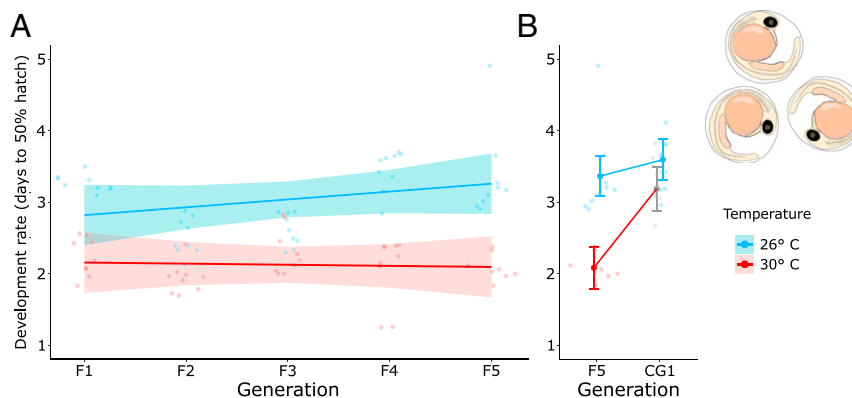 A
B
Development rate (days to 50% hatch)
5
4
3
2
1
F1
F2
F3
F4
F5
Generation
5
4
3
2
1
F5
CG1
Generation
Temperature
26° C
30° C